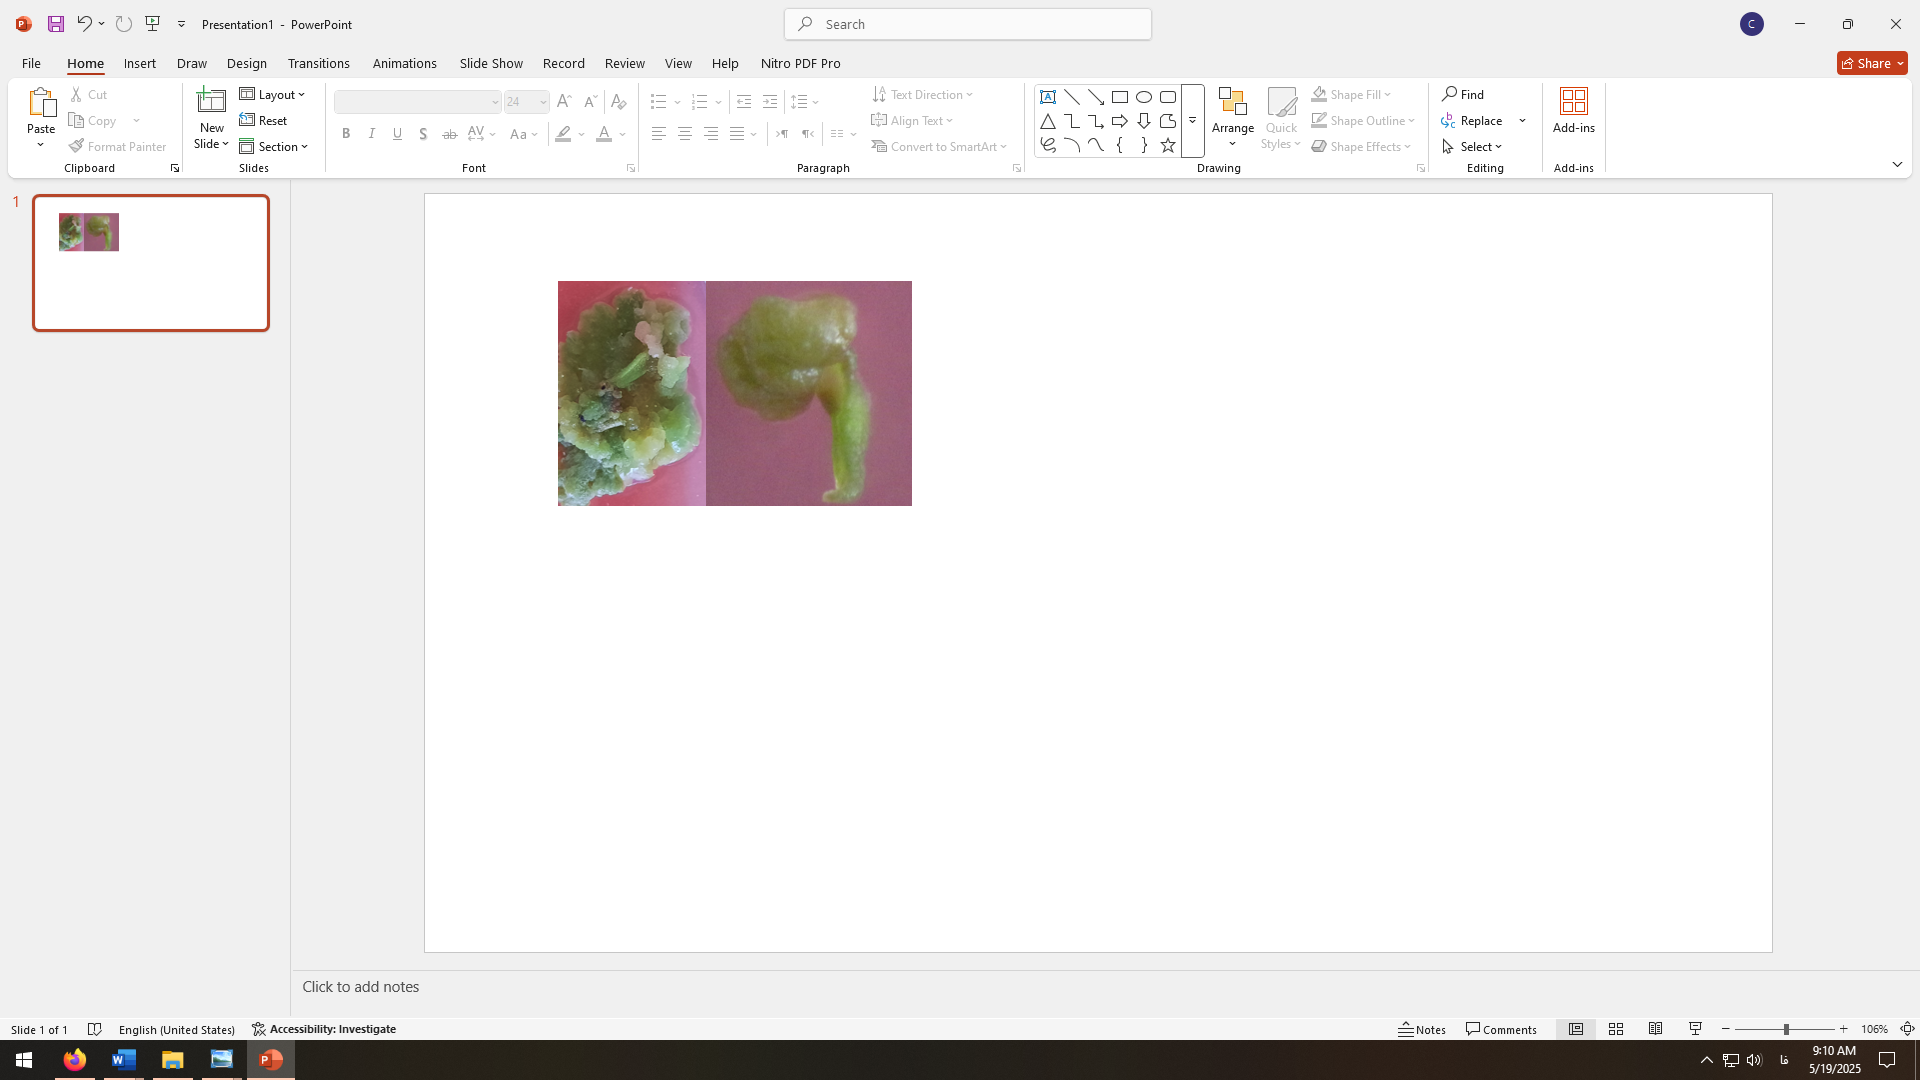 Presentation1 - PowerPoint
Search
C
File Home Insert Draw Design Transitions Animations Slide Show Record Review View Help Nitro PDF Pro
Share
Paste
Cut
Copy
Format Painter
Clipboard
New Slide
Layout
Reset
Section
Slides
24
Font
Paragraph
Text Direction
Align Text
Convert to SmartArt
Arrange
Quick Styles
Shape Fill
Shape Outline
Shape Effects
Drawing
Find
Replace
Select
Editing
Add-ins
Add-ins
1
Click to add notes
Slide 1 of 1
English (United States)
Accessibility: Investigate
Notes
Comments
106%
فا
9:10 AM
5/19/2025